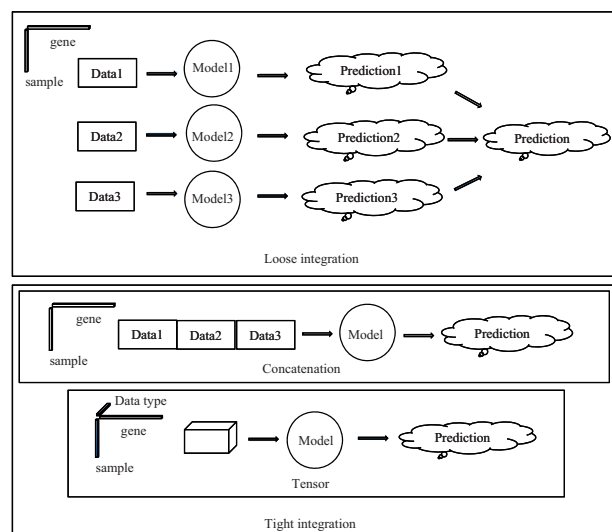 gene
sample
Data1
Model1
Prediction1
Data2
Model2
Prediction2
Prediction
Data3
Model3
Prediction3
Loose integration
gene
sample
Data1 Data2 Data3
Model
Prediction
Concatenation
Data type
gene
sample
Model
Prediction
Tensor
Tight integration